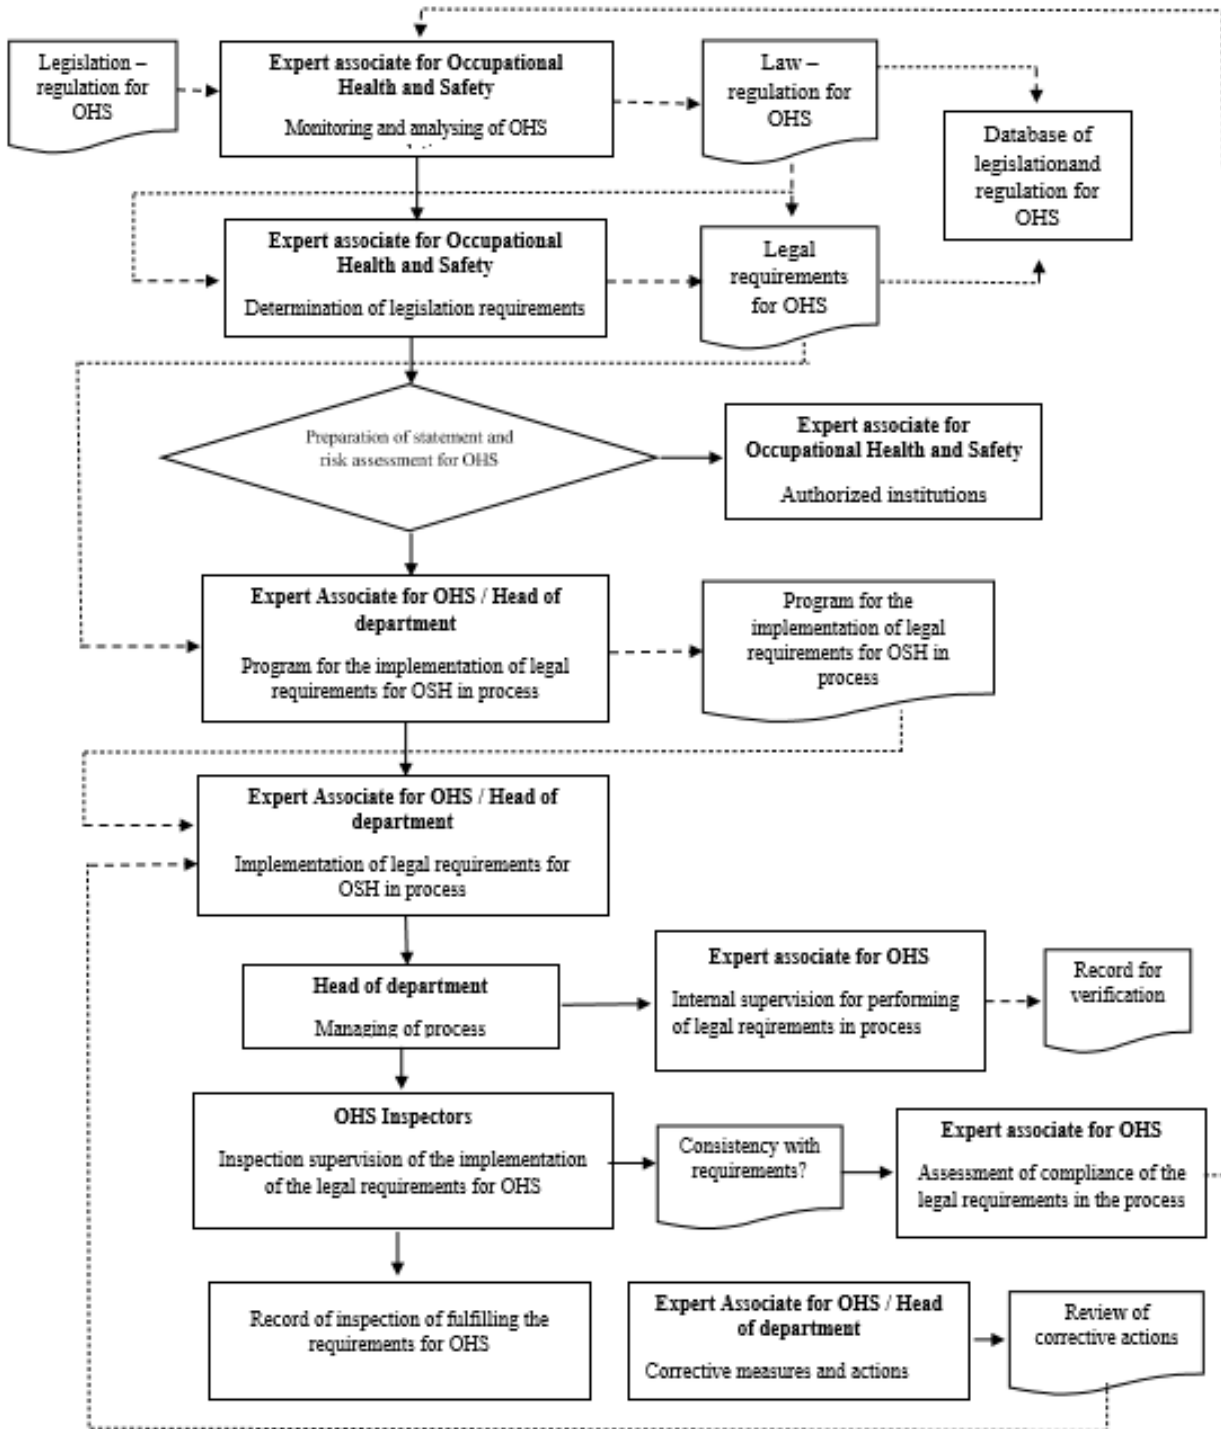 Legislation –
regulation for
OHS
Expert associate for Occupational
Health and Safety
Monitoring and analysing of OHS
Law –
regulation for
OHS
Database of
legislationand
regulation for
OHS
Expert associate for Occupational
Health and Safety
Determination of legislation requirements
Legal
requirements
for OHS
Preparation of statement and
risk assessment for OHS
Expert associate for
Occupational Health and Safety
Authorized institutions
Expert Associate for OHS / Head of
department
Program for the implementation of legal
requirements for OSH in process
Program for the
implementation of legal
requirements for OSH in
process
Expert Associate for OHS / Head of
department
Implementation of legal requirements for
OSH in process
Head of department
Managing of process
Expert associate for OHS
Internal supervision for performing
of legal reqirements in process
Record for
verification
OHS Inspectors
Inspection supervision of the implementation
of the legal requirements for OHS
Consistency with
requirements?
Expert associate for OHS
Assessment of compliance of the
legal requirements in the process
Record of inspection of fulfilling the
requirements for OHS
Expert Associate for OHS / Head
of department
Corrective measures and actions
Review of
corrective actions